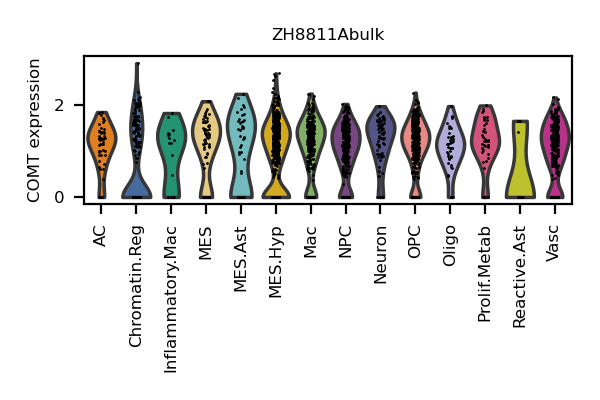 ZH8811Abulk
COMT expression
2
0
AC
Chromatin.Reg
Inflammatory.Mac
MES
MES.Ast
MES.Hyp
Mac
NPC
Neuron
OPC
Oligo
Prolif.Metab
Reactive.Ast
Vasc